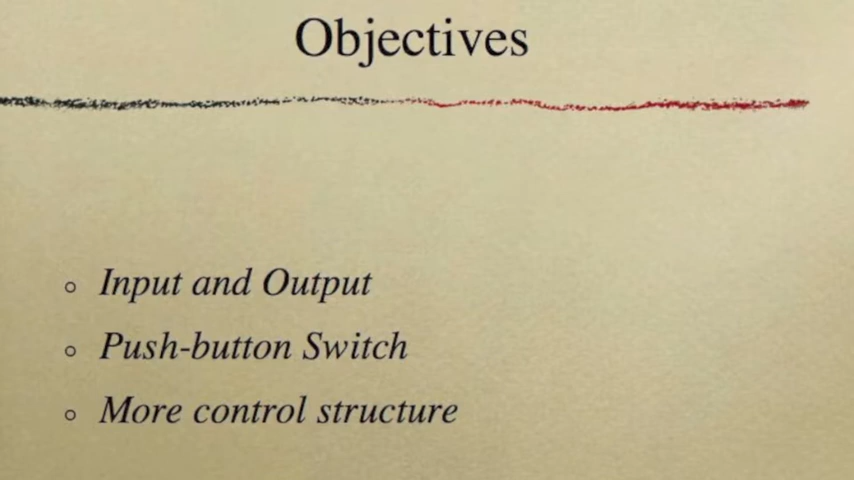 Objectives
Input and Output
Push-button Switch
More control structure